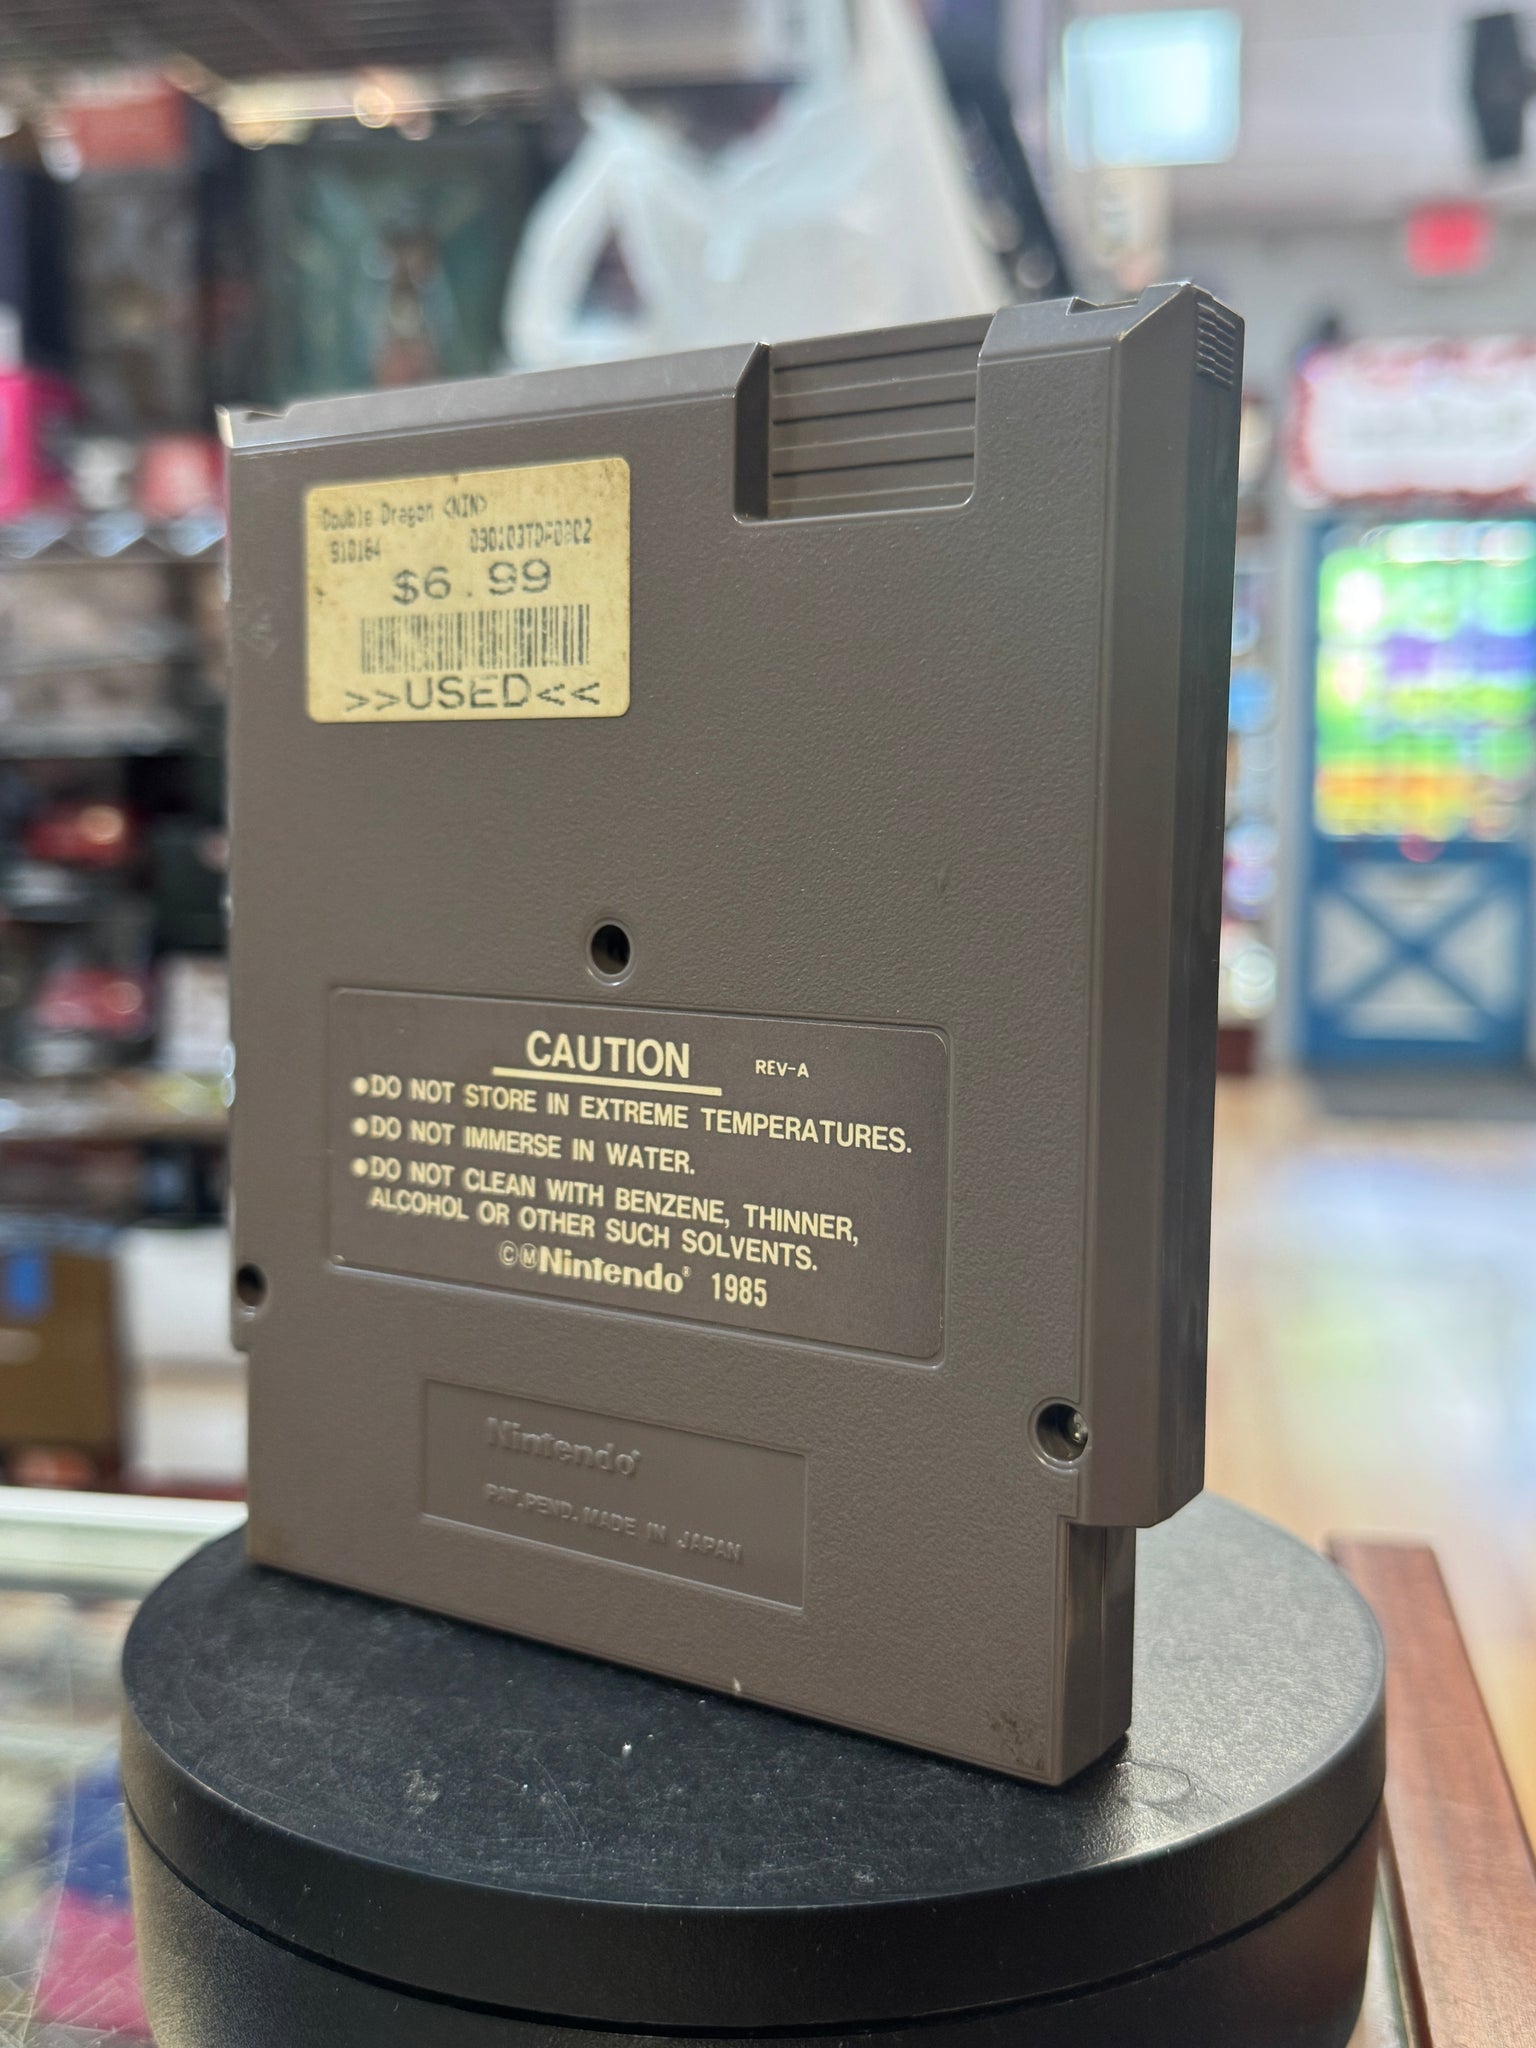 Double Dragon <NIN>
910164
$6.99
>>USED<<
CAUTION REV-A
●DO NOT STORE IN EXTREME TEMPERATURES.
●DO NOT IMMERSE IN WATER.
●DO NOT CLEAN WITH BENZENE, THINNER,
ALCOHOL OR OTHER SUCH SOLVENTS.
©ⓂNintendo® 1985
Nintendo®
PAT.PEND. MADE IN JAPAN